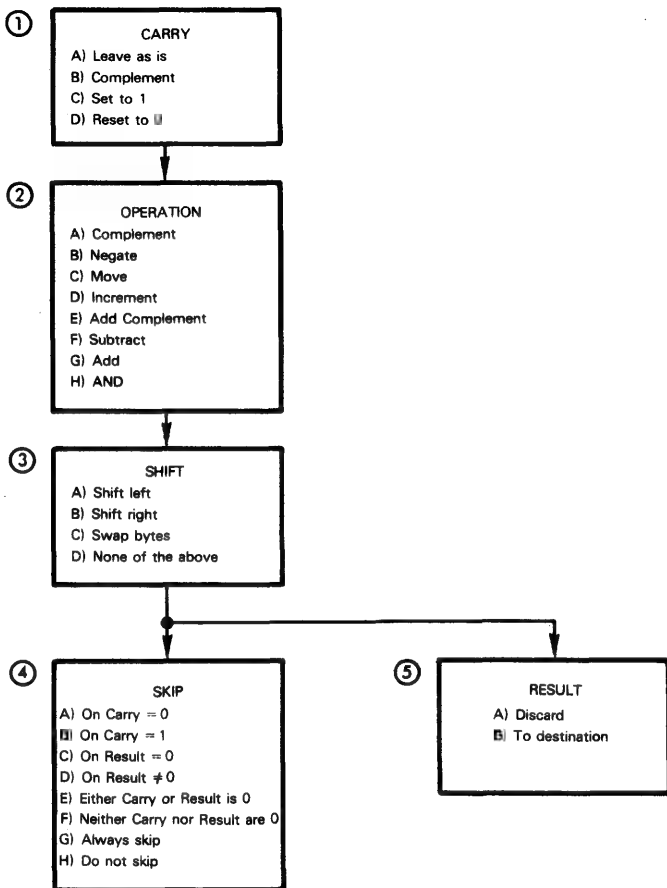 ①
CARRY
A) Leave as is
B) Complement
C) Set to 1
D) Reset to
②
OPERATION
A) Complement
B) Negate
C) Move
D) Increment
E) Add Complement
F) Subtract
G) Add
H) AND
③
SHIFT
A) Shift left
B) Shift right
C) Swap bytes
D) None of the above
④
SKIP
A) On Carry = 0
On Carry = 1
C) On Result = 0
D) On Result ≠ 0
E) Either Carry or Result is 0
F) Neither Carry nor Result are 0
G) Always skip
H) Do not skip
⑤
RESULT
A) Discard
To destination